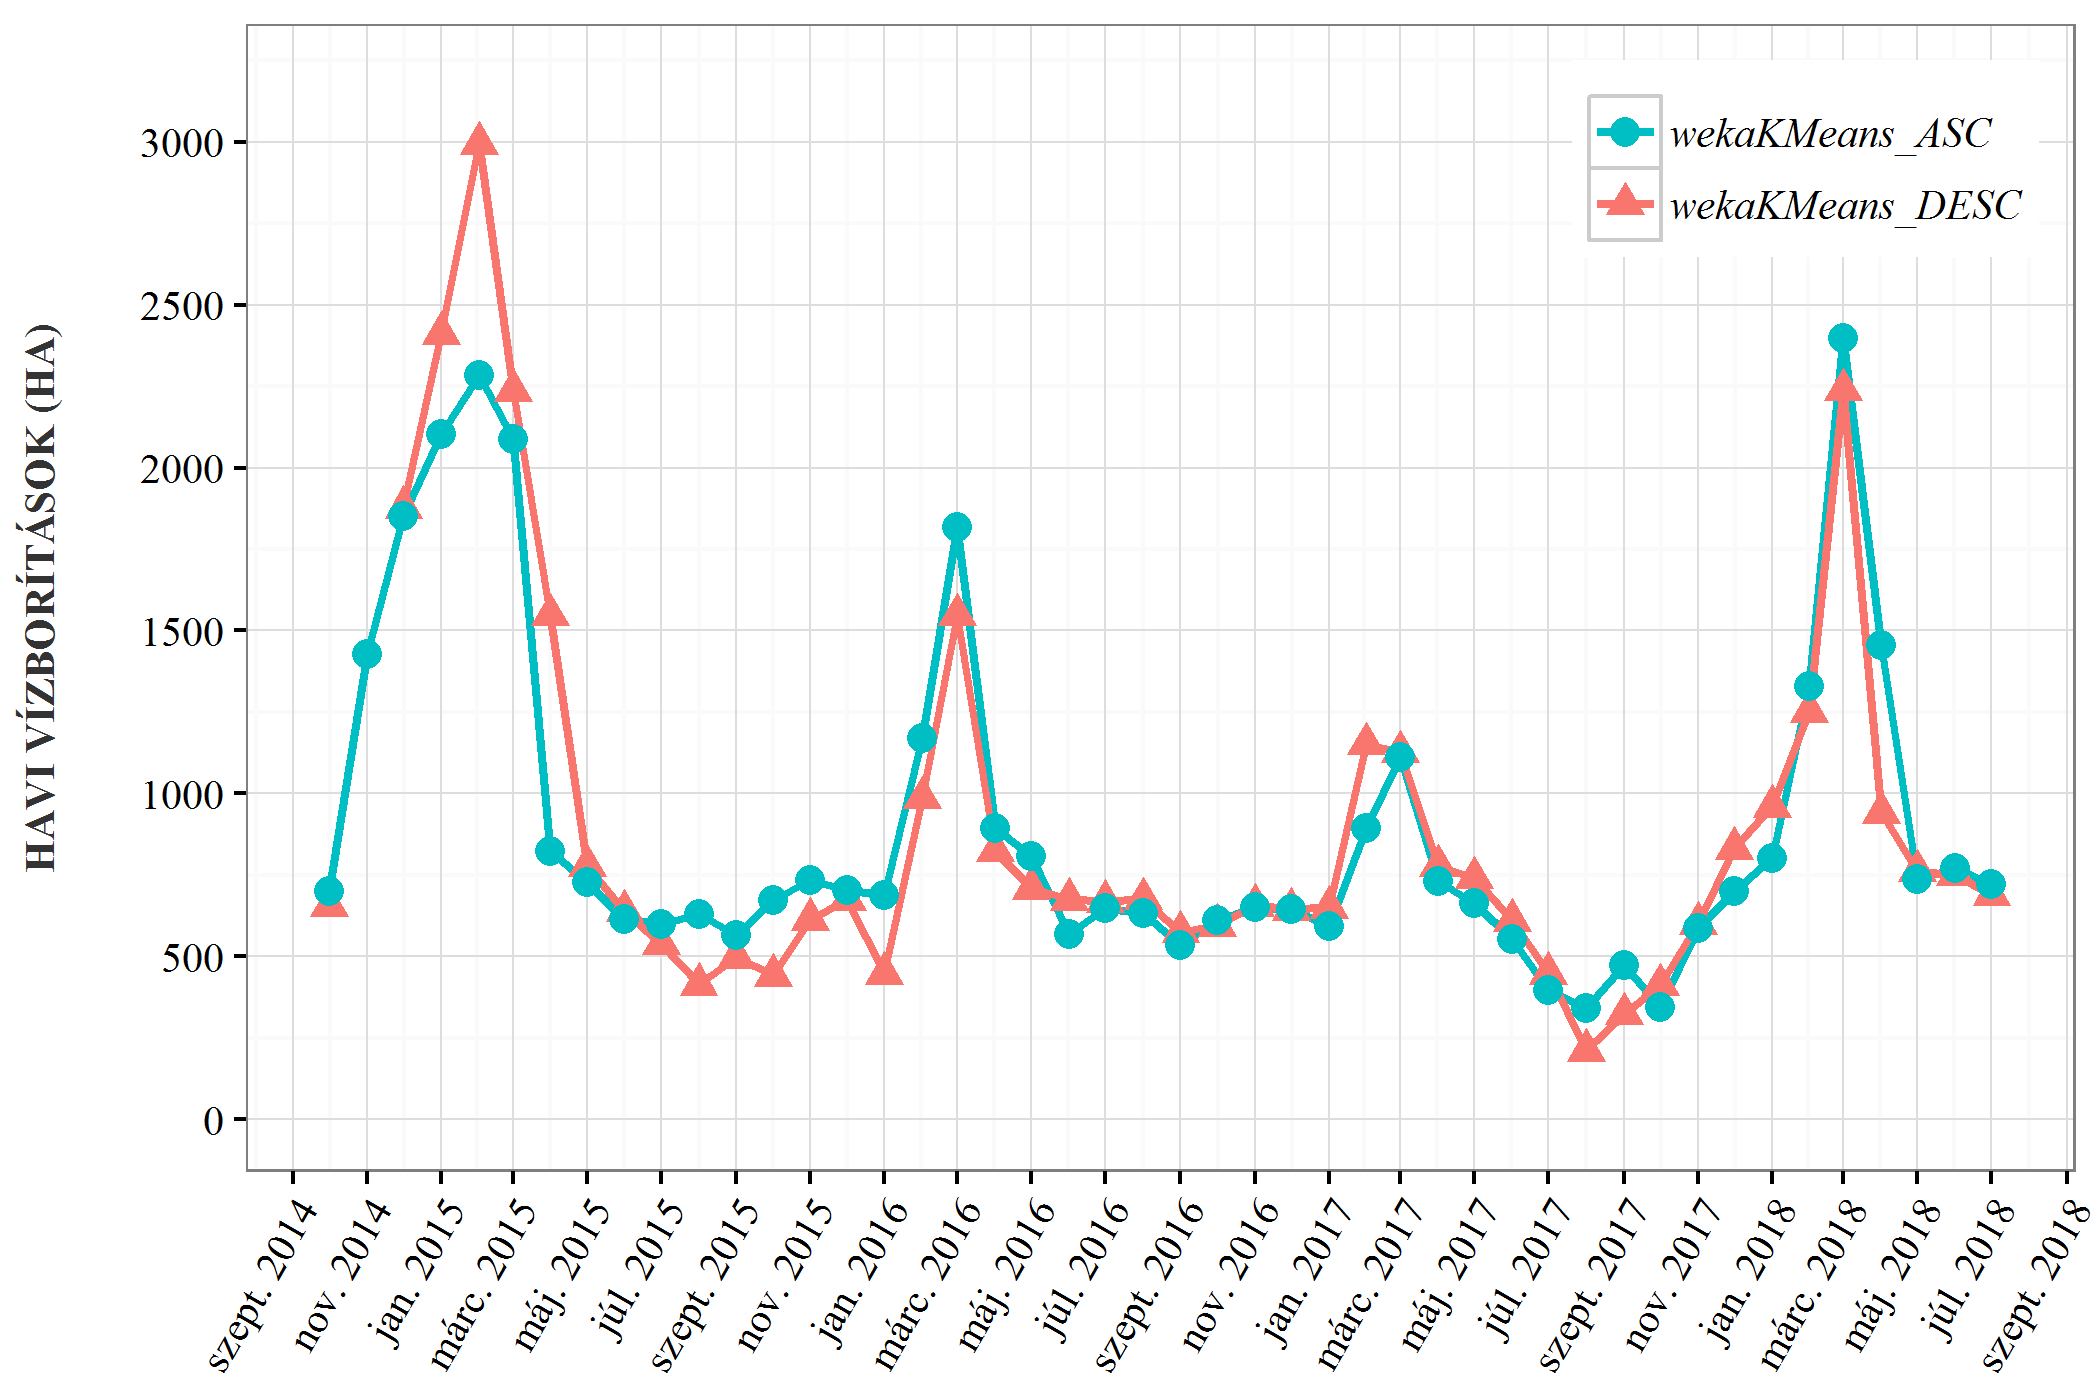 HAVI VÍZBORÍTÁSOK (HA)
3000
2500
2000
1500
1000
500
0
wekaKMeans_ASC
wekaKMeans_DESC
szept. 2014
nov. 2014
jan. 2015
márc. 2015
máj. 2015
júl. 2015
szept. 2015
nov. 2015
jan. 2016
márc. 2016
máj. 2016
júl. 2016
szept. 2016
nov. 2016
jan. 2017
márc. 2017
máj. 2017
júl. 2017
szept. 2017
nov. 2017
jan. 2018
márc. 2018
máj. 2018
júl. 2018
szept. 2018